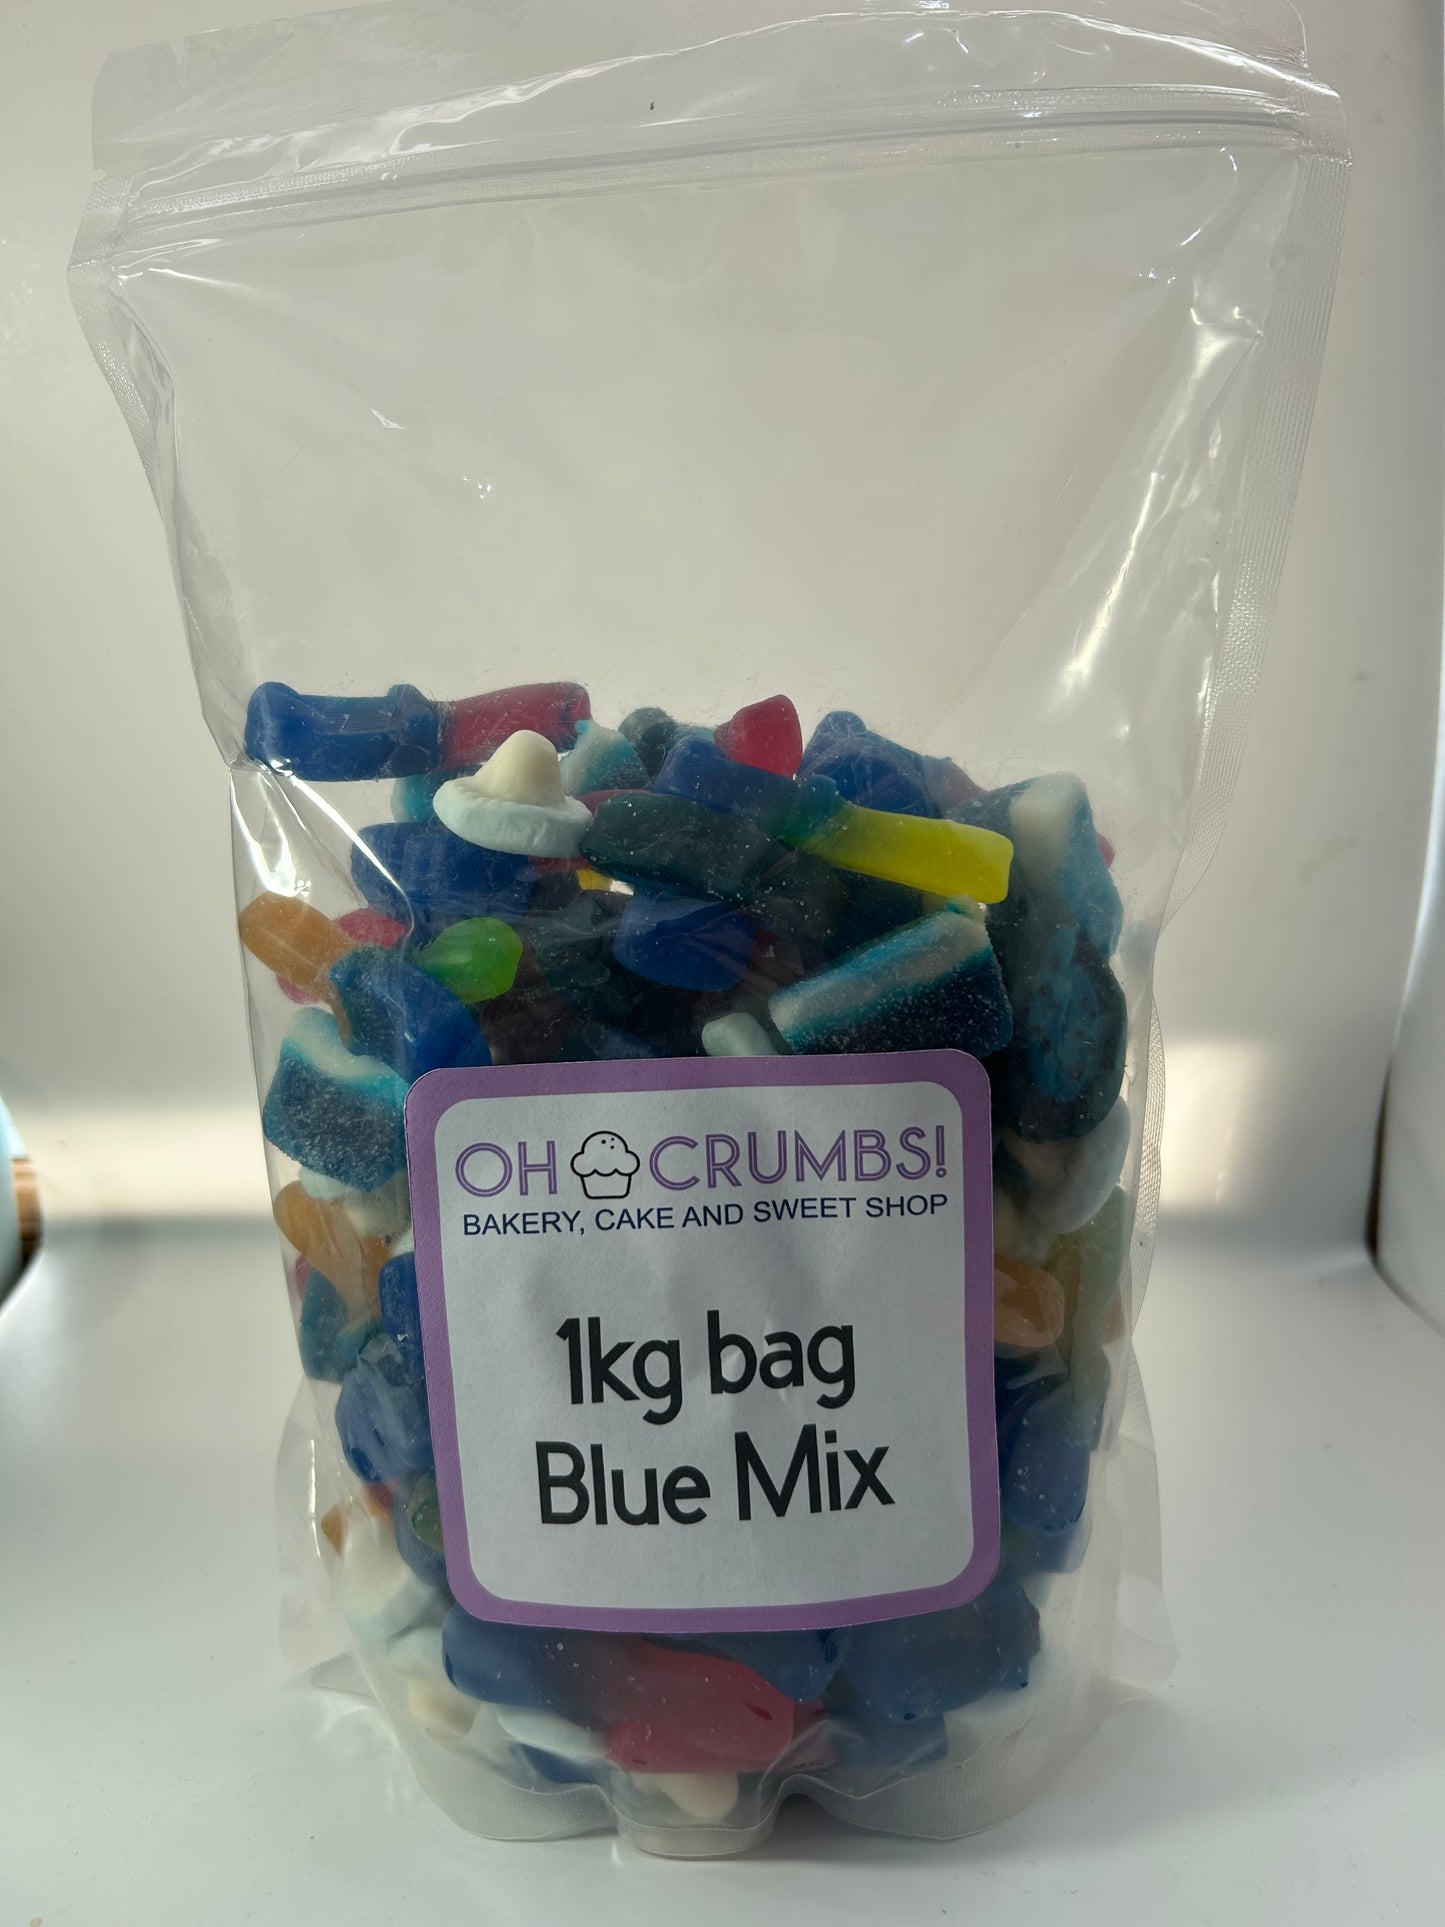 OH CRUMBS!
BAKERY, CAKE AND SWEET SHOP
1kg bag
Blue Mix